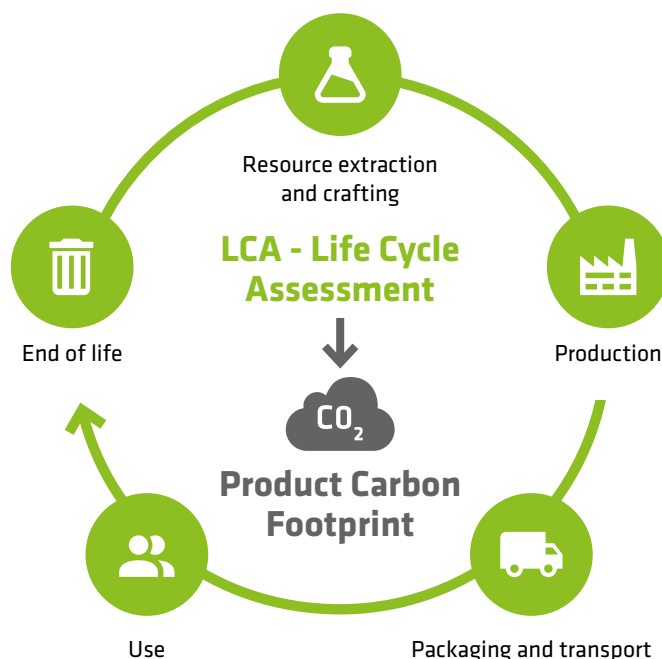 Resource extraction
and crafting
LCA - Life Cycle
Assessment
End of life
Production
CO₂
Product Carbon
Footprint
Use
Packaging and transport